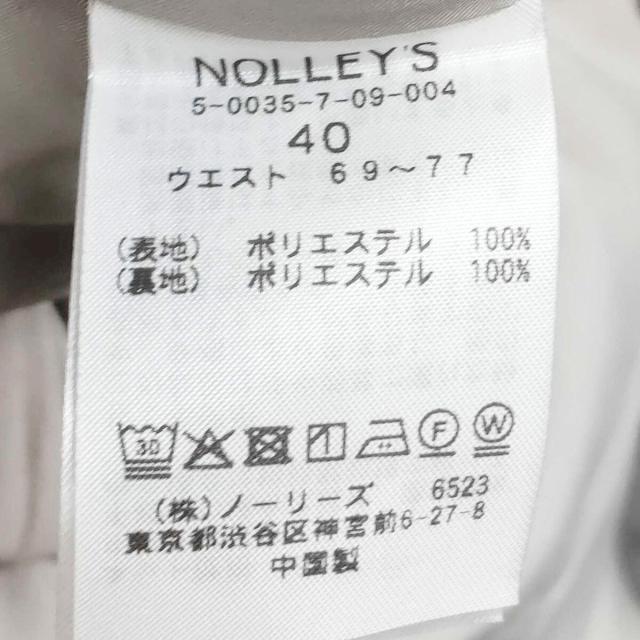 NOLLEY'S
5-0035-7-09-004
40
ウエスト 69～77
(表地) ポリエステル 100%
(裏地) ポリエステル 100%
30 F W
(株)ノーリーズ 6523
東京都渋谷区神宮前6-27-8
中国製